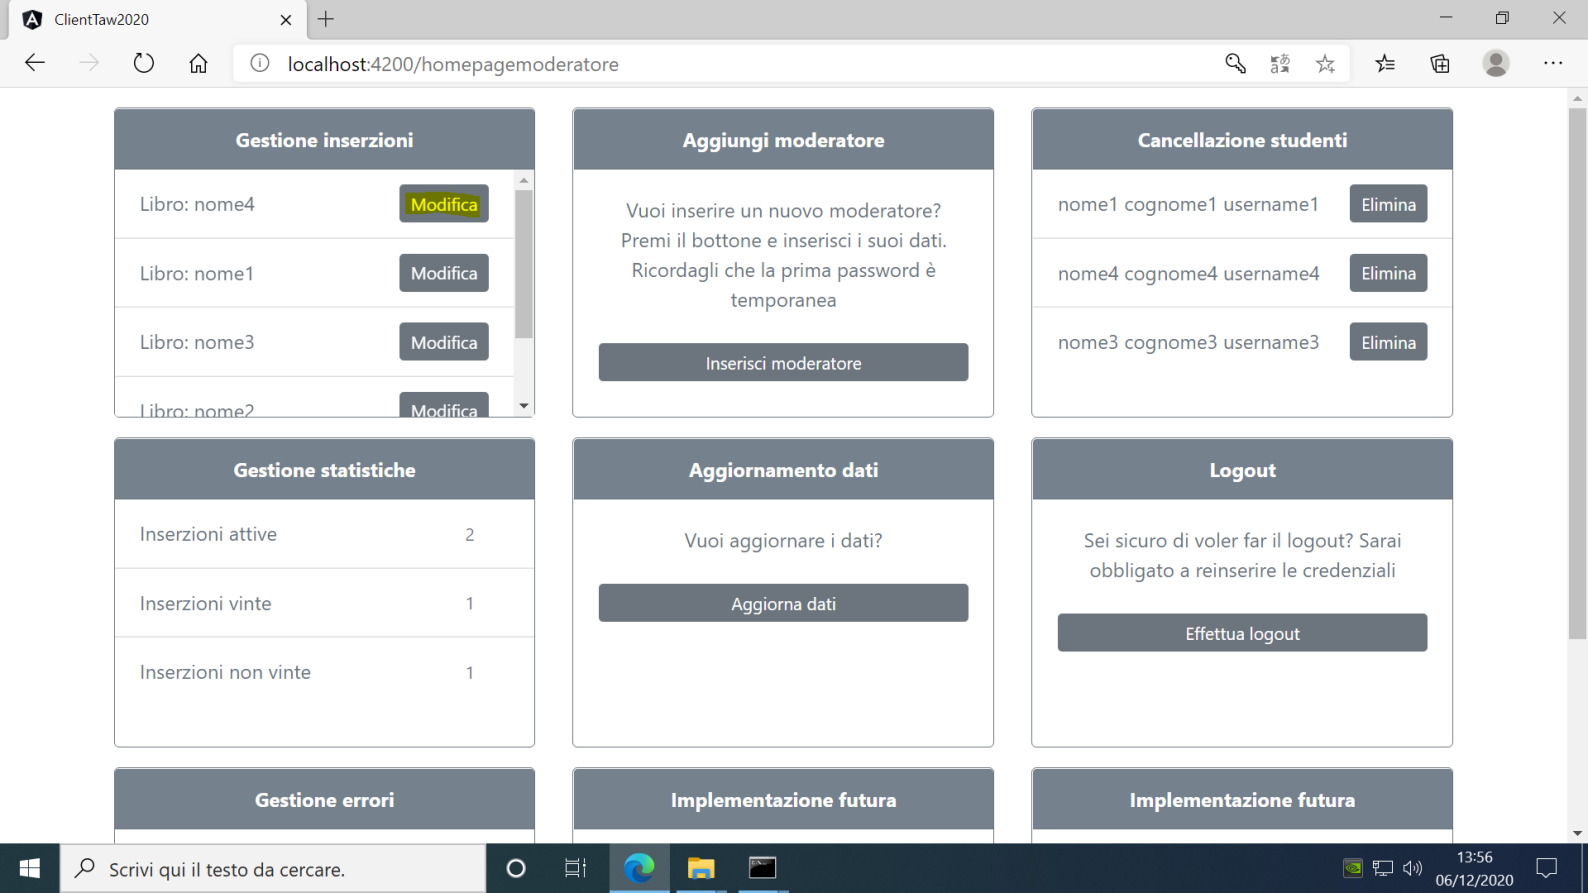 ClientTaw2020
localhost:4200/homepagemoderatore
Gestione inserzioni
Libro: nome4 Modifica
Libro: nome1 Modifica
Libro: nome3 Modifica
Libro: nome2 Modifica
Aggiungi moderatore
Vuoi inserire un nuovo moderatore?
Premi il bottone e inserisci i suoi dati.
Ricordagli che la prima password è
temporanea
Inserisci moderatore
Cancellazione studenti
nome1 cognome1 username1 Elimina
nome4 cognome4 username4 Elimina
nome3 cognome3 username3 Elimina
Gestione statistiche
Inserzioni attive 2
Inserzioni vinte 1
Inserzioni non vinte 1
Aggiornamento dati
Vuoi aggiornare i dati?
Aggiorna dati
Logout
Sei sicuro di voler far il logout? Sarai
obbligato a reinserire le credenziali
Effettua logout
Gestione errori
Implementazione futura
Implementazione futura
Scrivi qui il testo da cercare.
13:56
06/12/2020